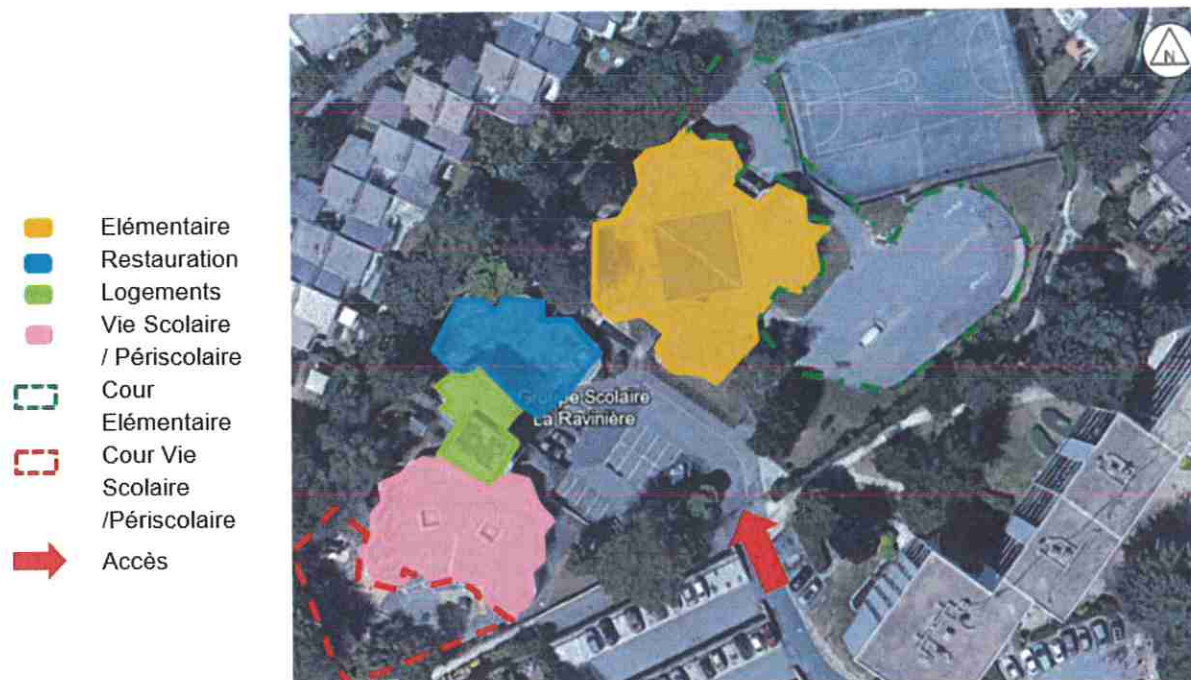 N
Elémentaire
Restauration
Logements
Vie Scolaire
/ Périscolaire
Cour
Elémentaire
Cour Vie
Scolaire
/Périscolaire
Accès
Groupe Scolaire
La Ravinière